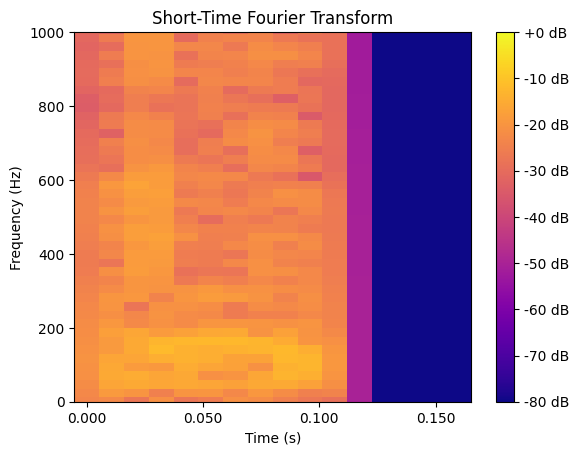 Short-Time Fourier Transform
1000
800
600
400
200
0
Frequency (Hz)
0.000
0.050
0.100
0.150
Time (s)
+0 dB
-10 dB
-20 dB
-30 dB
-40 dB
-50 dB
-60 dB
-70 dB
-80 dB